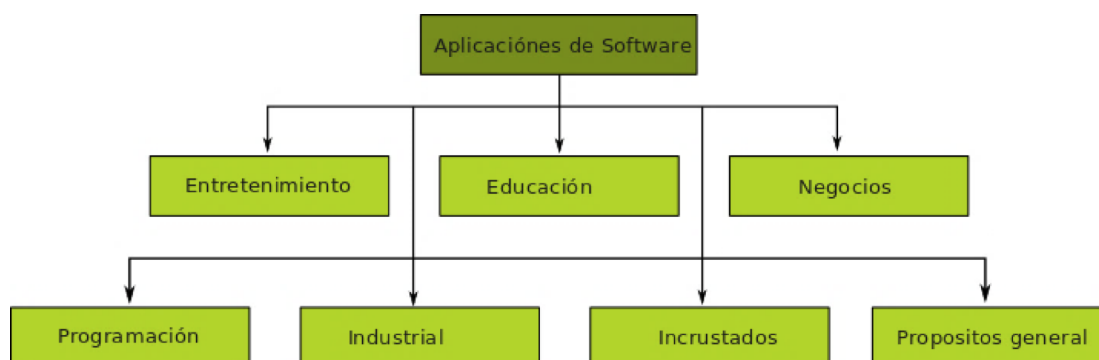 Aplicaciónes de Software
Entretenimiento
Educación
Negocios
Programación
Industrial
Incrustados
Propositos general